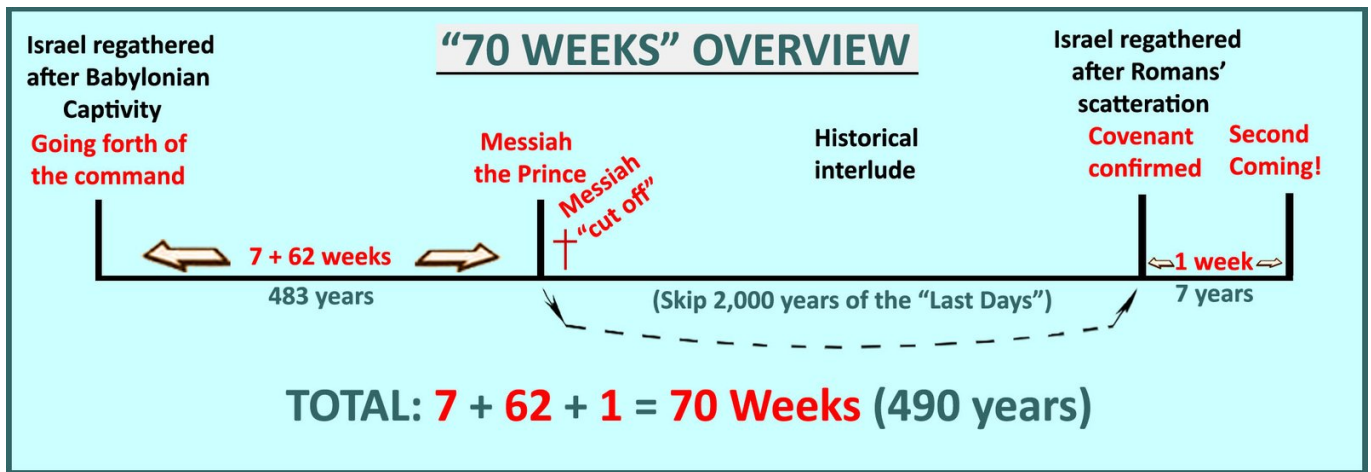 “70 WEEKS” OVERVIEW
Israel regathered
after Babylonian
Captivity
Going forth of
the command
Messiah
the Prince
Messiah
“cut off”
Historical
interlude
Israel regathered
after Romans’
scatteration
Covenant
confirmed
Second
Coming!
7 + 62 weeks
483 years
(Skip 2,000 years of the “Last Days”)
1 week
7 years
TOTAL: 7 + 62 + 1 = 70 Weeks (490 years)